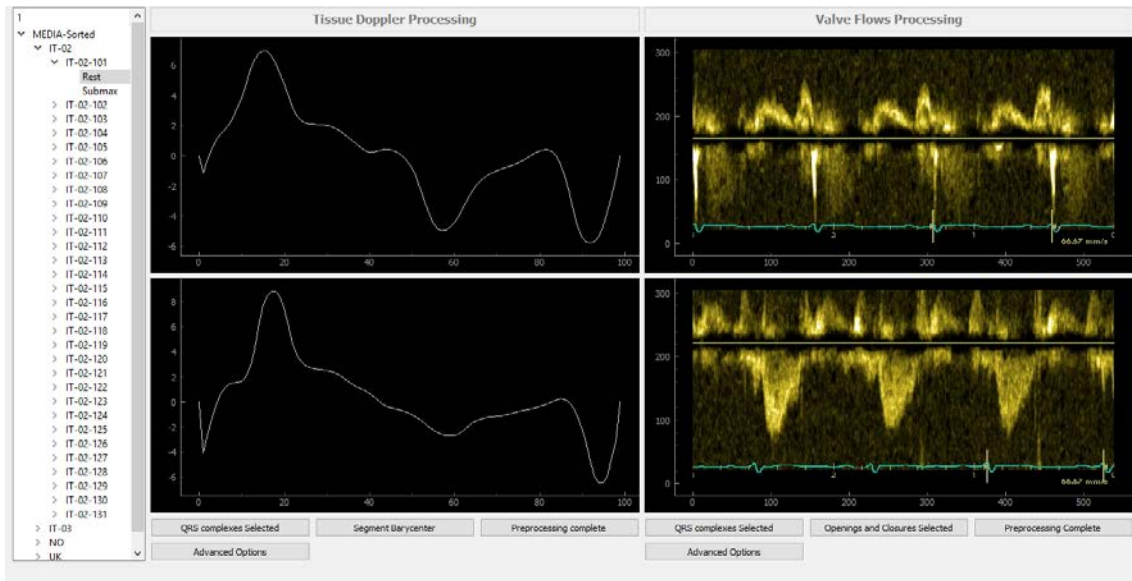 1
MEDIA-Sorted
IT-02
IT-02-101
Rest
Submax
IT-02-102
IT-02-103
IT-02-104
IT-02-105
IT-02-106
IT-02-107
IT-02-108
IT-02-109
IT-02-110
IT-02-111
IT-02-112
IT-02-113
IT-02-114
IT-02-115
IT-02-116
IT-02-117
IT-02-118
IT-02-119
IT-02-120
IT-02-121
IT-02-122
IT-02-123
IT-02-124
IT-02-125
IT-02-126
IT-02-127
IT-02-128
IT-02-129
IT-02-130
IT-02-131
IT-03
NO
UK
Tissue Doppler Processing
6
4
2
0
-2
-4
-6
0 20 40 60 80 100
8
6
4
2
0
-2
-4
-6
0 20 40 60 80 100
QRS complexes Selected Segment Barycenter Preprocessing complete
Advanced Options
Valve Flows Processing
300
200
100
0
66.67 mm/s
0 100 200 300 400 500
300
200
100
0
66.67 mm/s
0 100 200 300 400 500
QRS complexes Selected Openings and Closures Selected Preprocessing Complete
Advanced Options